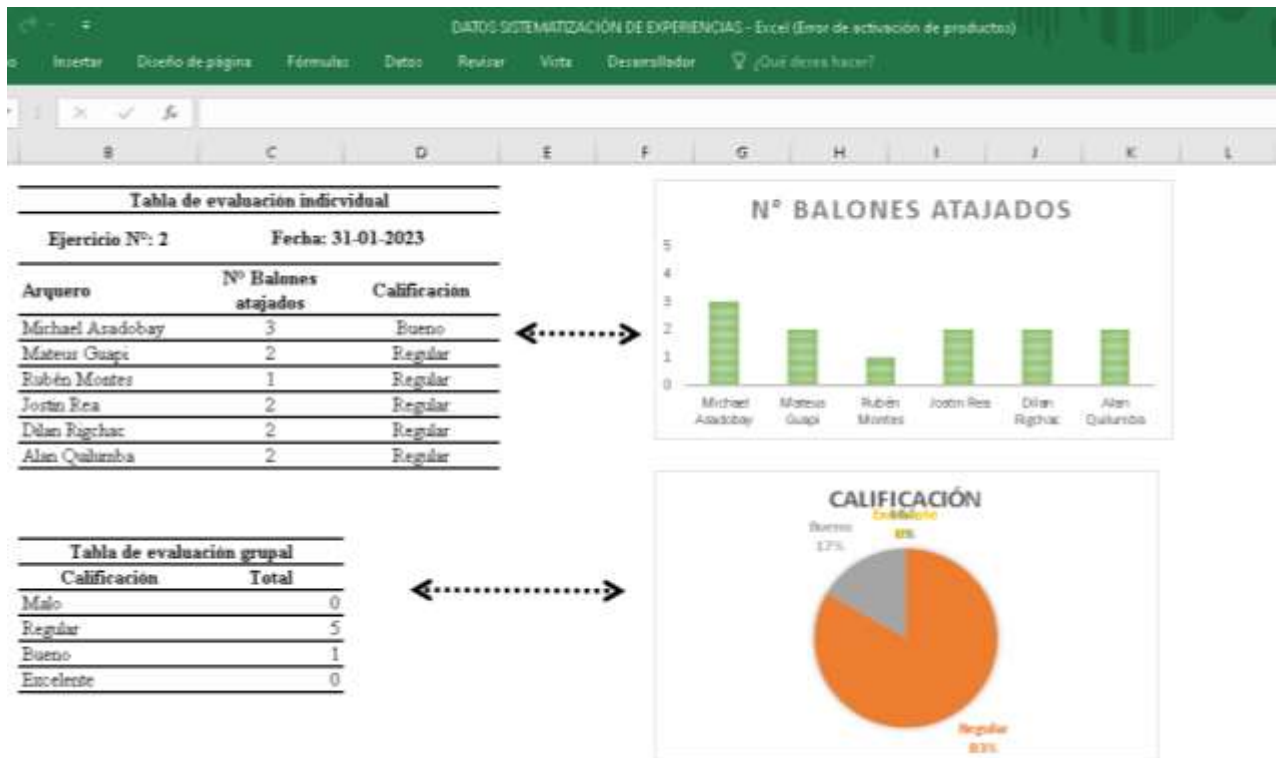 DATOS SISTEMATIZACIÓN DE EXPERIENCIAS - Excel (Error de activación de productos)
Insertar Diseño de página Fórmulas Datos Revisar Vista Desarrollador ¿Qué desea hacer?
fx
B C D E F G H I J K L
Tabla de evaluación indicvidual
Ejercicio N°: 2 Fecha: 31-01-2023
Arquero N° Balones atajados Calificación
Michael Asadobay 3 Bueno
Mateus Guapi 2 Regular
Rubén Montes 1 Regular
Jostin Rea 2 Regular
Dilan Rigchac 2 Regular
Alan Quilumba 2 Regular
N° BALONES ATAJADOS
5
4
3
2
1
0
Michael Asadobay Mateus Guapi Rubén Montes Jostin Rea Dilan Rigchac Alan Quilumba
Tabla de evaluación grupal
Calificación Total
Malo 0
Regular 5
Bueno 1
Excelente 0
CALIFICACIÓN
Bueno
17%
Regular
83%